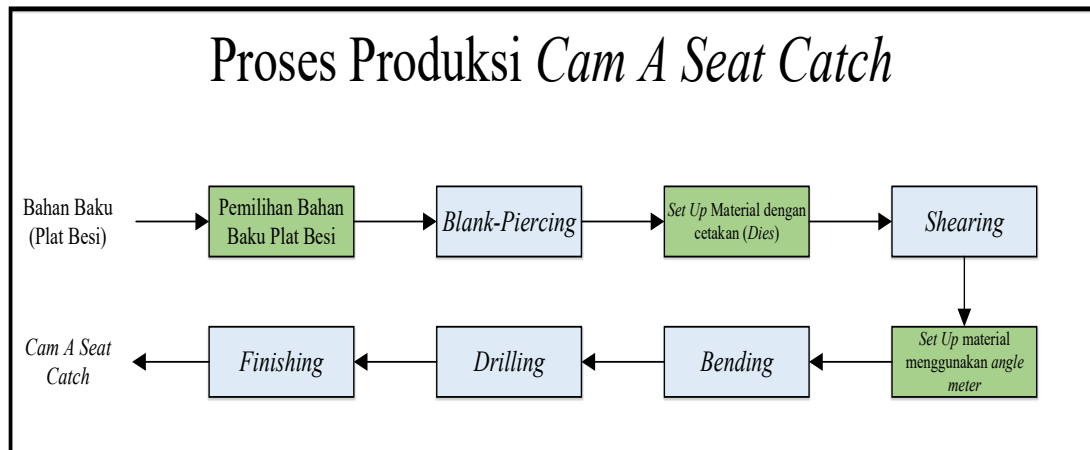 Proses Produksi Cam A Seat Catch
Bahan Baku
(Plat Besi)
Pemilihan Bahan
Baku Plat Besi
Blank-Piercing
Set Up Material dengan
cetakan (Dies)
Shearing
Set Up material
menggunakan angle
meter
Bending
Drilling
Finishing
Cam A Seat
Catch